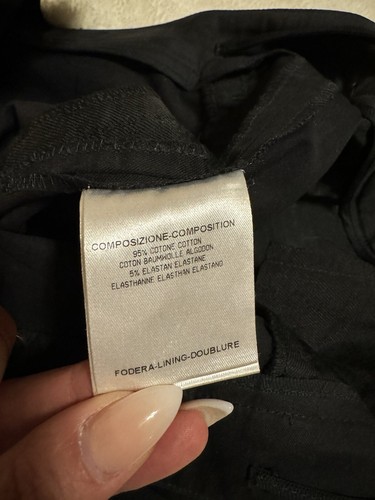 COMPOSIZIONE-COMPOSITION
95% COTONE COTTON
COTON BAUMWOLLE ALGODON
5% ELASTAN ELASTANE
ELASTHANNE ELASTHAN ELASTANO
FODERA-LINING-DOUBLURE